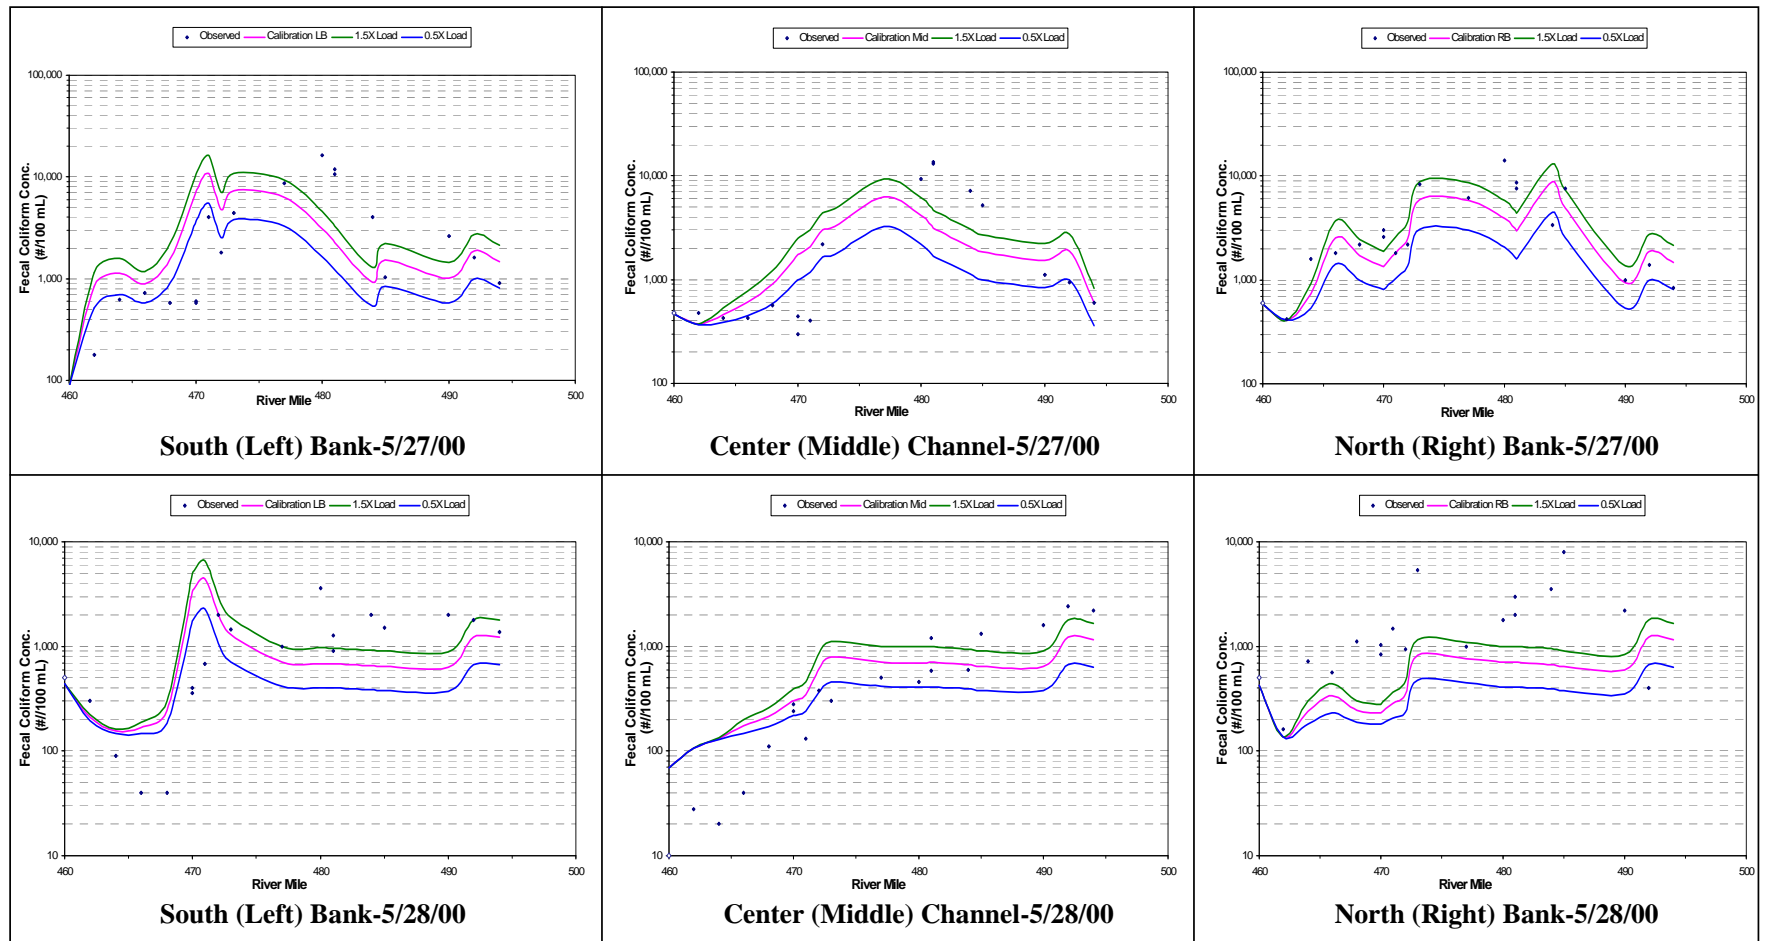 Observed Calibration LB 1.5X Load 0.5X Load
100,000
10,000
1,000
100
Fecal Coliform Conc.
(#//100 mL)
460 470 480 490 500
River Mile
South (Left) Bank-5/27/00
Observed Calibration Mid 1.5X Load 0.5X Load
100,000
10,000
1,000
100
Fecal Coliform Conc.
(#//100 mL)
460 470 480 490 500
River Mile
Center (Middle) Channel-5/27/00
Observed Calibration RB 1.5X Load 0.5X Load
100,000
10,000
1,000
100
Fecal Coliform Conc.
(#//100 mL)
460 470 480 490 500
River Mile
North (Right) Bank-5/27/00
Observed Calibration LB 1.5X Load 0.5X Load
10,000
1,000
100
10
Fecal Coliform Conc.
(#//100 mL)
460 470 480 490 500
River Mile
South (Left) Bank-5/28/00
Observed Calibration Mid 1.5X Load 0.5X Load
10,000
1,000
100
10
Fecal Coliform Conc.
(#//100 mL)
460 470 480 490 500
River Mile
Center (Middle) Channel-5/28/00
Observed Calibration RB 1.5X Load 0.5X Load
10,000
1,000
100
10
Fecal Coliform Conc.
(#//100 mL)
460 470 480 490 500
River Mile
North (Right) Bank-5/28/00